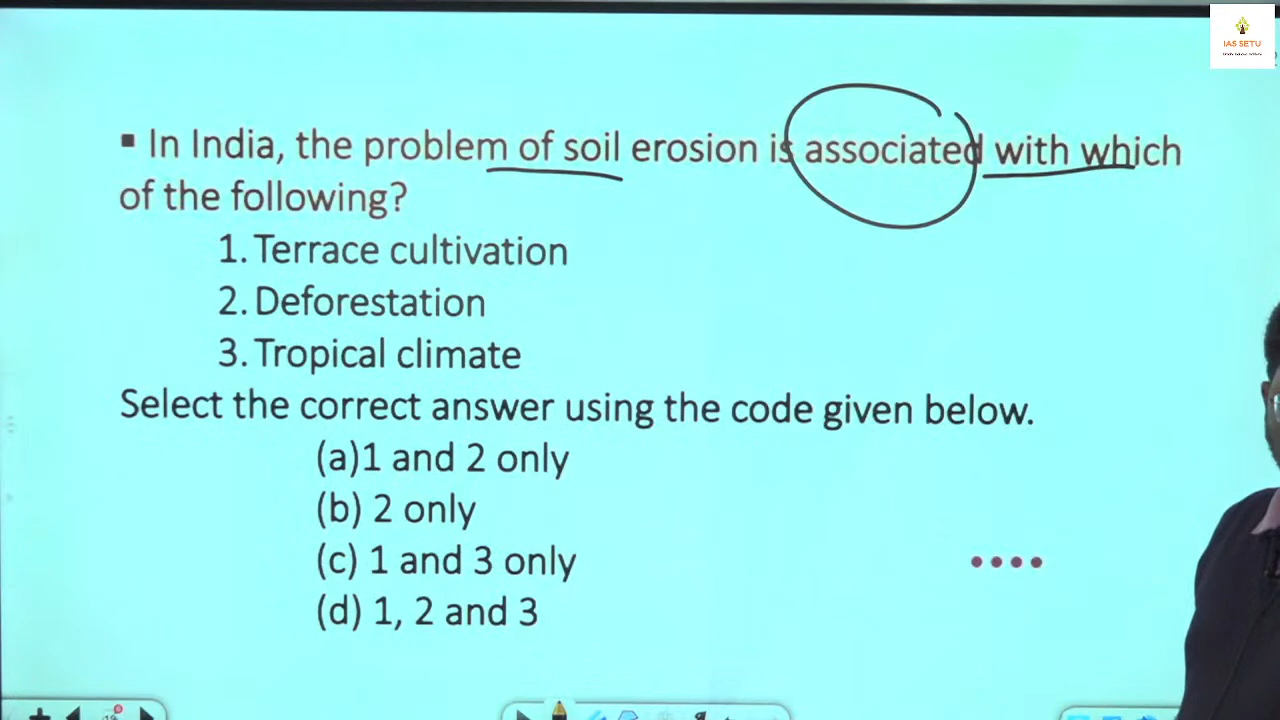 IAS SETU
▪ In India, the problem of soil erosion is associated with which
of the following?
1. Terrace cultivation
2. Deforestation
3. Tropical climate
Select the correct answer using the code given below.
(a)1 and 2 only
(b) 2 only
(c) 1 and 3 only
(d) 1, 2 and 3